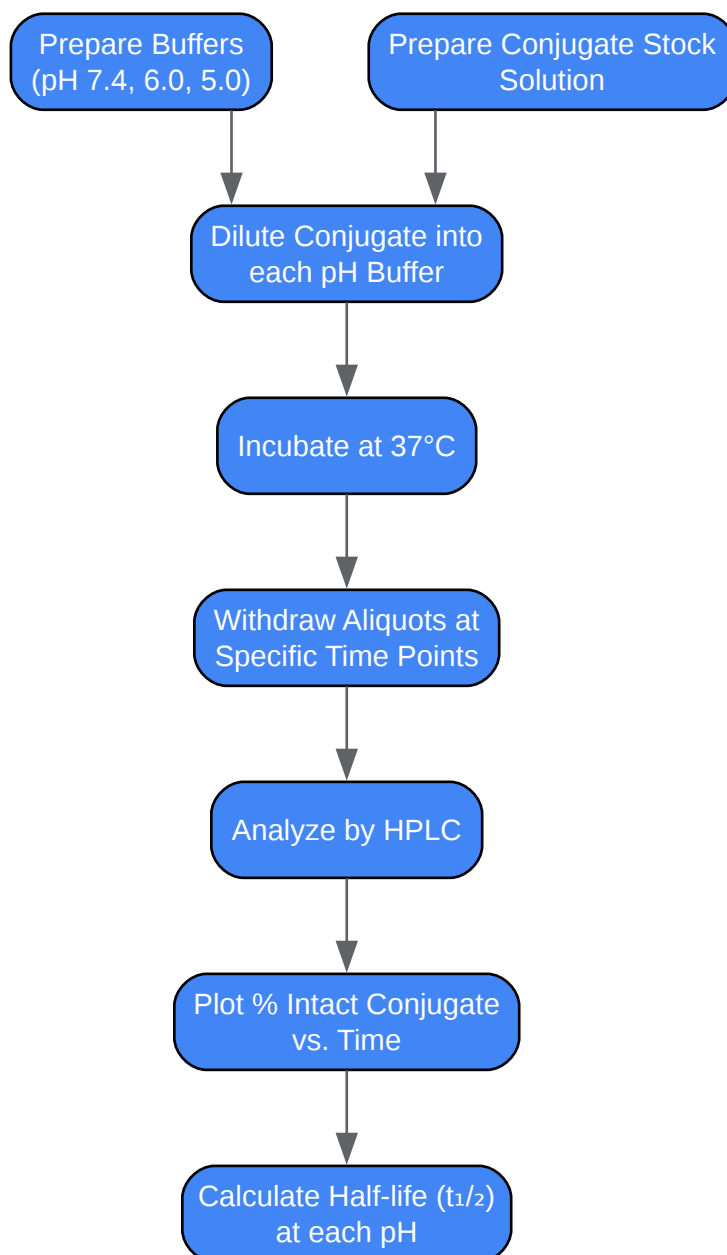 Prepare Buffers
(pH 7.4, 6.0, 5.0)
Prepare Conjugate Stock
Solution
Dilute Conjugate into
each pH Buffer
Incubate at 37°C
Withdraw Aliquots at
Specific Time Points
Analyze by HPLC
Plot % Intact Conjugate
vs. Time
Calculate Half-life (t₁/₂)
at each pH